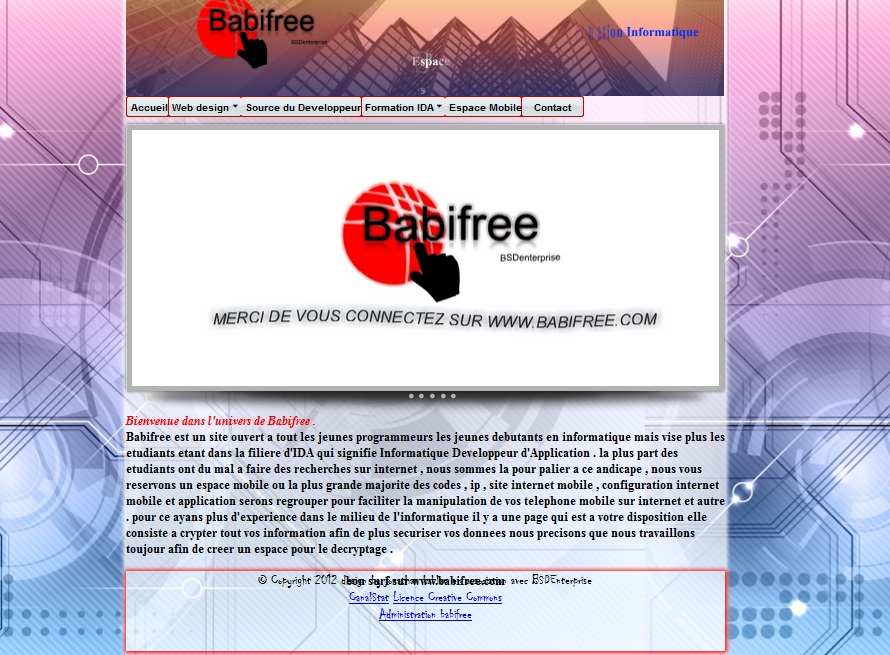 Babifree
BSDenterprise
Informatique
Espace
s
Accueil Web design Source du Developpeur Formation IDA Espace Mobile Contact
Babifree
BSDenterprise
MERCI DE VOUS CONNECTEZ SUR WWW.BABIFREE.COM
Bienvenue dans l'univers de Babifree .
Babifree est un site ouvert a tout les jeunes programmeurs les jeunes debutants en informatique mais vise plus les
etudiants etant dans la filiere d'IDA qui signifie Informatique Developpeur d'Application . la plus part des
etudiants ont du mal a faire des recherches sur internet , nous sommes la pour palier a ce andicape , nous vous
reservons un espace mobile ou la plus grande majorite des codes , ip , site internet mobile , configuration internet
mobile et application serons regrouper pour faciliter la manipulation de vos telephone mobile sur internet et autre
. pour ce ayans plus d'experience dans le milieu de l'informatique il y a une page qui est a votre disposition elle
consiste a crypter tout vos information afin de plus securiser vos donnees nous precisons que nous travaillons
toujour afin de creer un espace pour le decryptage .
© Copyright 2012 sur www.babifree.com avec BSDEnterprise
CanalStat Licence Creative Commons
Administration babifree